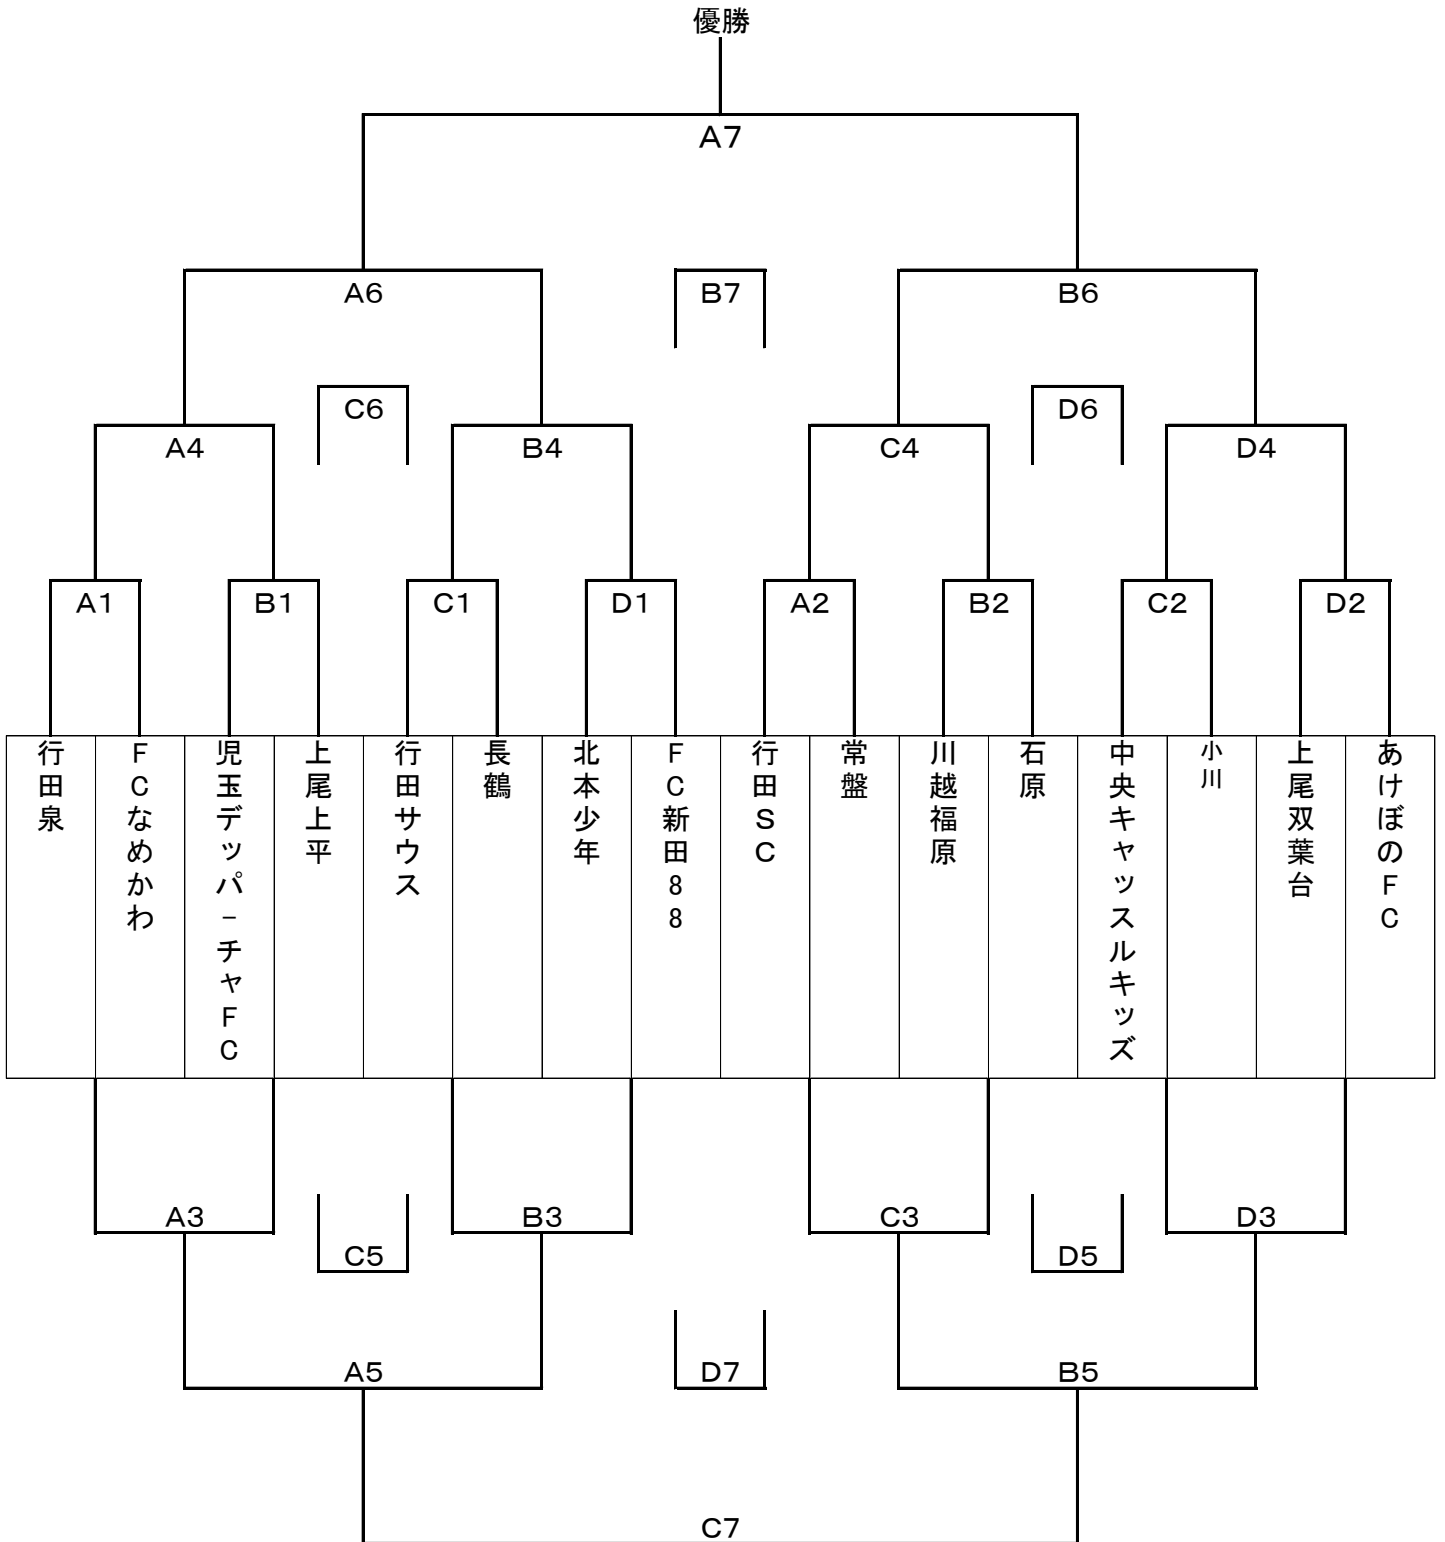 優勝
A7
A6
B7
B6
C6
D6
A4
B4
C4
D4
A1
B1
C1
D1
A2
B2
C2
D2
行田泉
FCなめかわ
児玉デッパ-チャFC
上尾上平
行田サウス
長鶴
北本少年
FC新田88
行田SC
常盤
川越福原
石原
中央キャッスルキッズ
小川
上尾双葉台
あけぼのFC
A3
B3
C3
D3
C5
D5
A5
D7
B5
C7